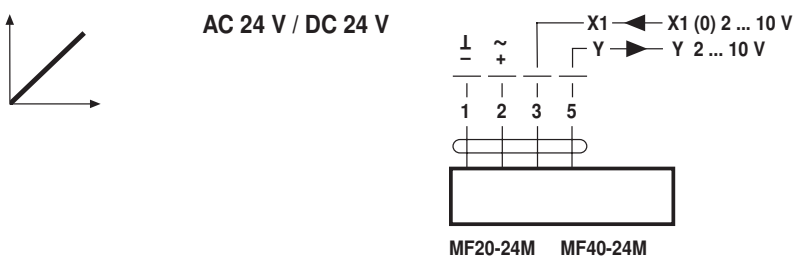 AC 24 V / DC 24 V
X1 X1 (0) 2 ... 10 V
Y Y 2 ... 10 V
⊥ ~
– +
1 2 3 5
MF20-24M MF40-24M